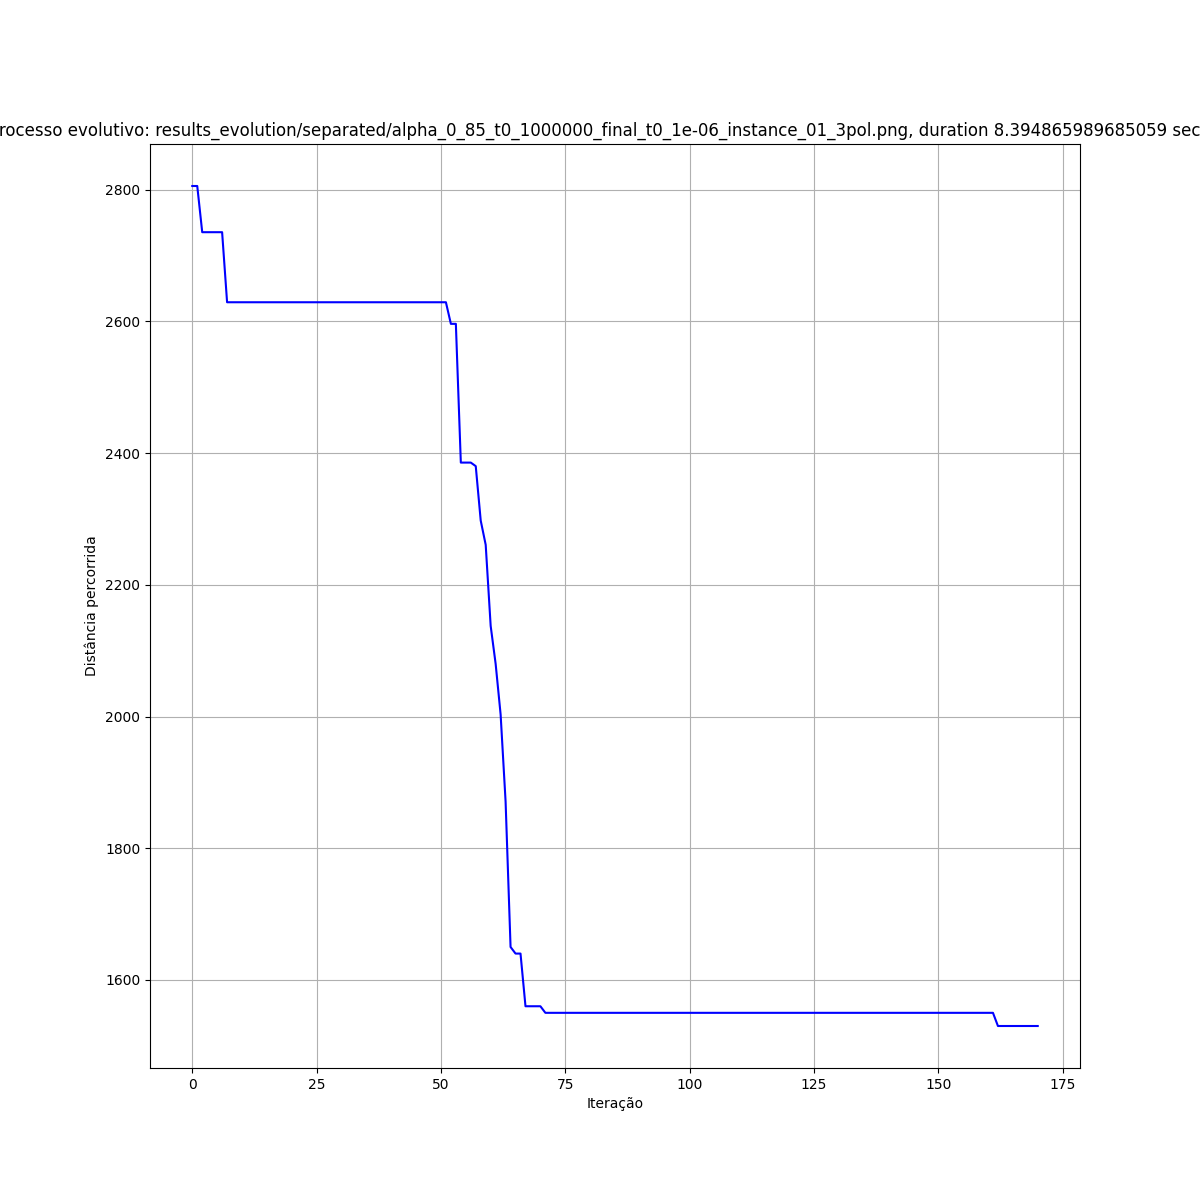 rocesso evolutivo: results_evolution/separated/alpha_0_85_t0_1000000_final_t0_1e-06_instance_01_3pol.png, duration 8.394865989685059 sec
2800
2600
2400
2200
2000
1800
1600
Distância percorrida
0 25 50 75 100 125 150 175
Iteração